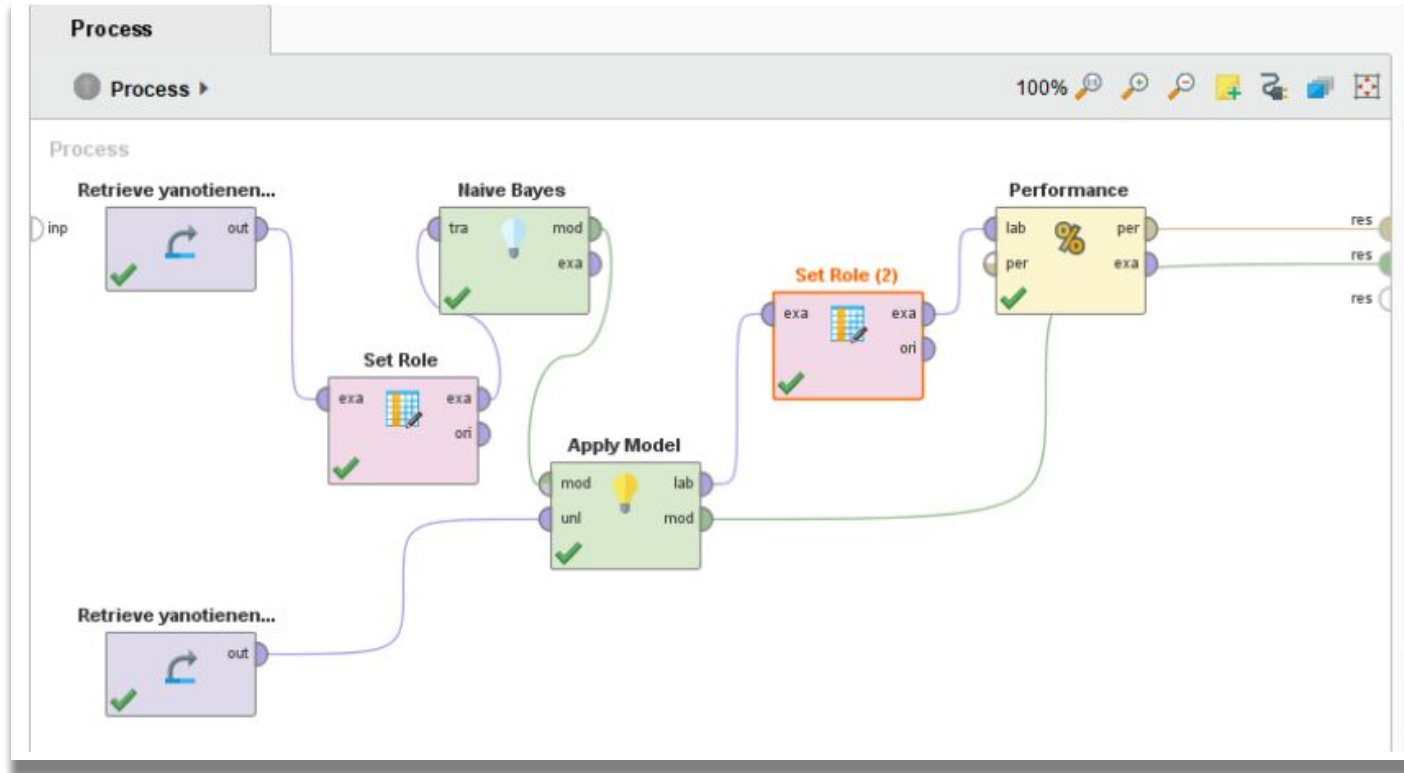 Process
Process
100%
Process
Retrieve yanotienen...
Naive Bayes
Performance
inp
out
tra
mod
exa
lab
per
per
exa
res
res
res
Set Role (2)
exa
exa
ori
Set Role
exa
exa
ori
Apply Model
mod
lab
unl
mod
Retrieve yanotienen...
out